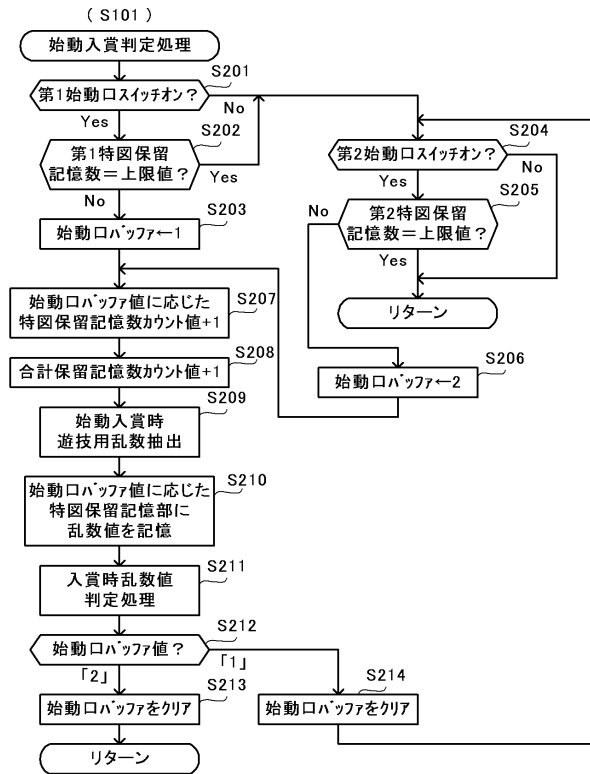 (S101)
始動入賞判定処理
S201
第1始動口スイッチオン?
No
Yes
S202
第1特図保留
記憶数=上限値?
Yes
No
S203
始動口バッファ←1
S204
第2始動口スイッチオン?
No
Yes
S205
第2特図保留
記憶数=上限値?
No
Yes
リターン
S206
始動口バッファ←2
S207
始動口バッファ値に応じた
特図保留記憶数カウント値+1
S208
合計保留記憶数カウント値+1
S209
始動入賞時
遊技用乱数抽出
S210
始動口バッファ値に応じた
特図保留記憶部に
乱数値を記憶
S211
入賞時乱数値
判定処理
S212
始動口バッファ値?
「2」
「1」
S213
始動口バッファをクリア
S214
始動口バッファをクリア
リターン